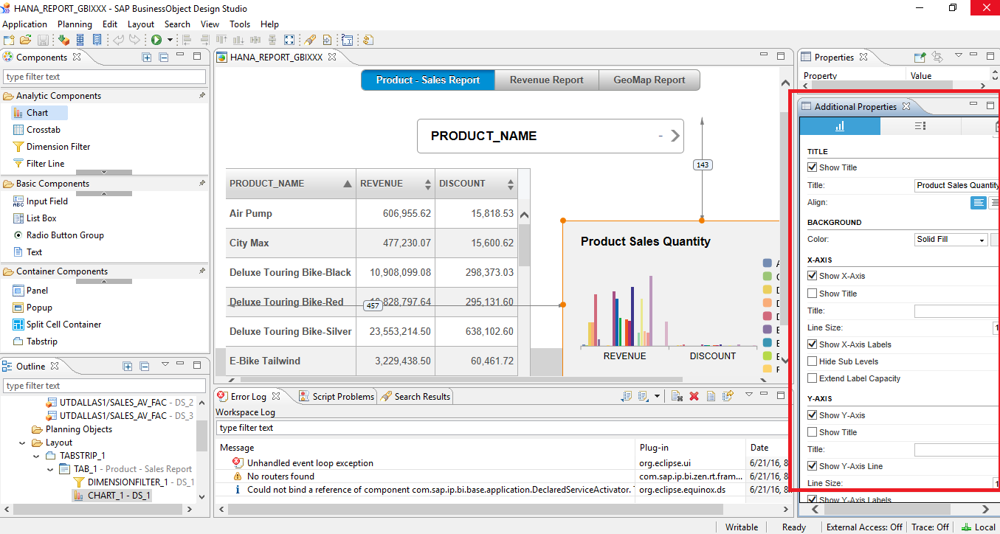 HANA_REPORT_GBIXXX - SAP BusinessObject Design Studio
Application Planning Edit Layout Search View Tools Help
Components
type filter text
Analytic Components
Chart
Crosstab
Dimension Filter
Filter Line
Basic Components
Input Field
List Box
Radio Button Group
Text
Container Components
Panel
Popup
Split Cell Container
Tabstrip
Outline
type filter text
UTDALLAS1/SALES_AV_FAC - DS_2
UTDALLAS1/SALES_AV_FAC - DS_3
Planning Objects
Layout
TABSTRIP_1
TAB_1 - Product - Sales Report
DIMENSIONFILTER_1 - DS_1
CHART_1 - DS_1
HANA_REPORT_GBIXXX
Product - Sales Report Revenue Report GeoMap Report
PRODUCT_NAME -
143
PRODUCT_NAME REVENUE DISCOUNT
Air Pump 606,955.62 15,818.53
City Max 477,230.07 15,600.62
Deluxe Touring Bike-Black 10,908,099.08 298,373.03
Deluxe Touring Bike-Red 828,797.64 295,131.60
457
Deluxe Touring Bike-Silver 23,553,214.50 638,102.60
E-Bike Tailwind 3,229,438.50 60,461.72
Product Sales Quantity
REVENUE DISCOUNT
Error Log Script Problems Search Results
Workspace Log
type filter text
Message Plug-in Date
Unhandled event loop exception org.eclipse.ui 6/21/16, 8
No routers found com.sap.ip.bi.zen.rt.fram... 6/21/16, 8
Could not bind a reference of component com.sap.ip.bi.base.application.DeclaredServiceActivator. org.eclipse.equinox.ds 6/21/16, 8
Properties
Property Value
Additional Properties
TITLE
Show Title
Title: Product Sales Quantity
Align:
BACKGROUND
Color: Solid Fill
X-AXIS
Show X-Axis
Show Title
Title:
Line Size: 1
Show X-Axis Labels
Hide Sub Levels
Extend Label Capacity
Y-AXIS
Show Y-Axis
Show Title
Title:
Show Y-Axis Line
Line Size: 1
Show Y-Axis Labels
Writable Ready External Access: Off Trace: Off Local